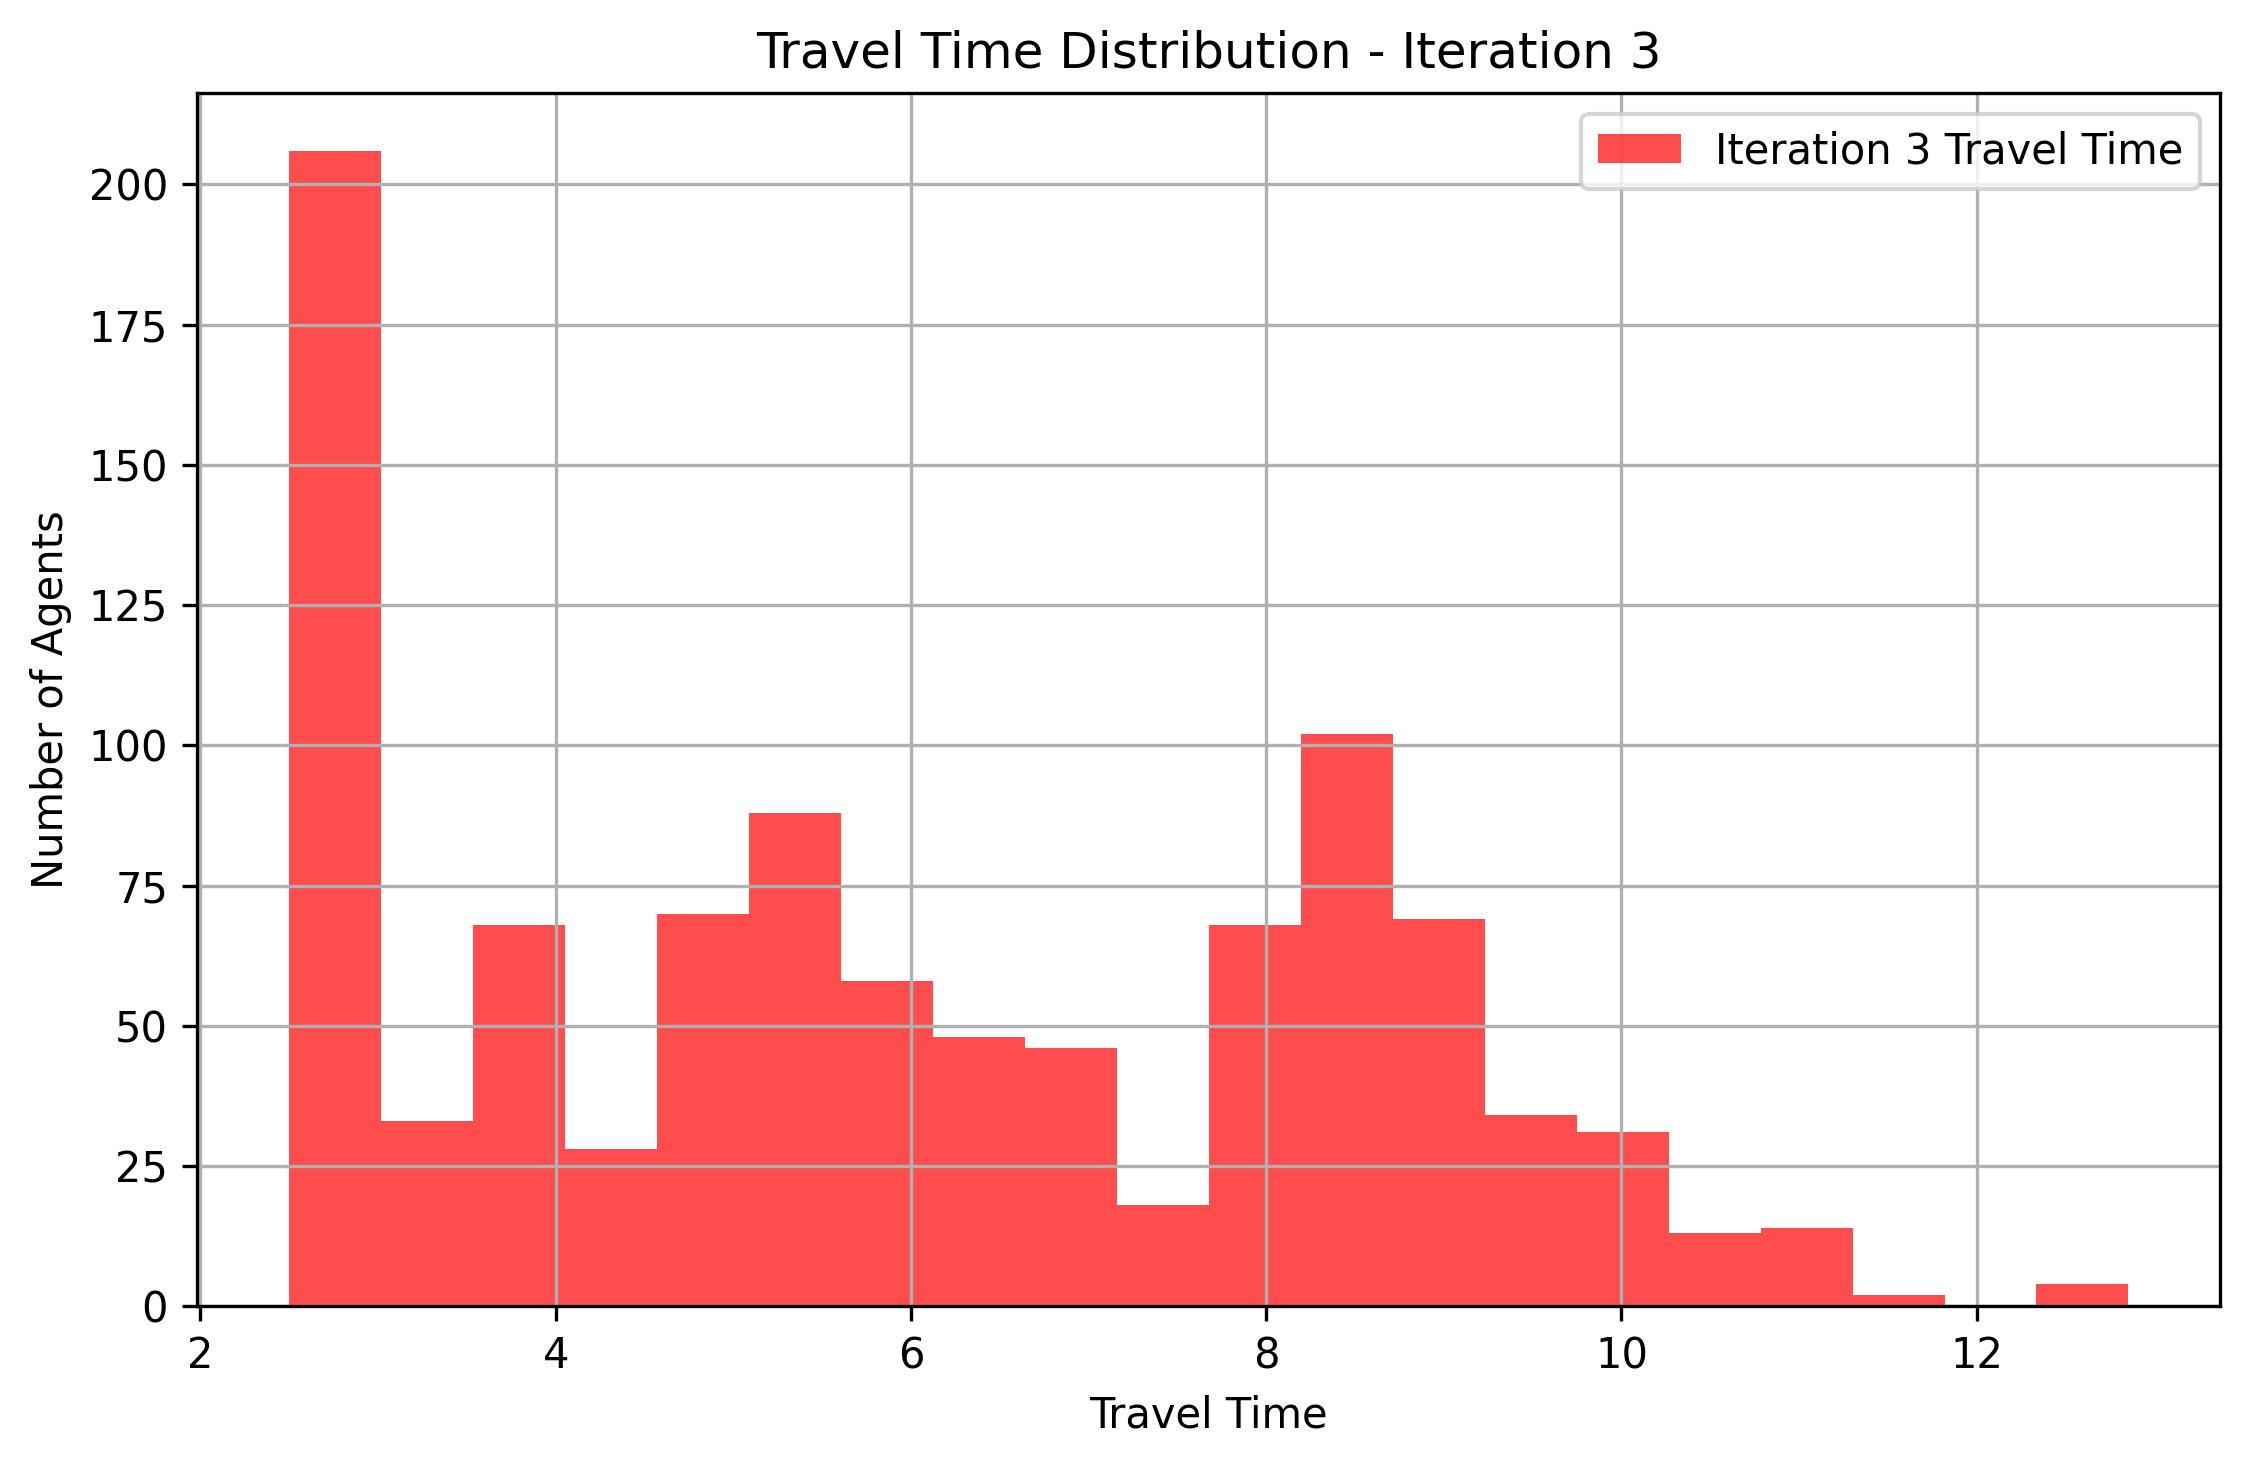 Travel Time Distribution - Iteration 3
Iteration 3 Travel Time
Number of Agents
200
175
150
125
100
75
50
25
0
2 4 6 8 10 12
Travel Time